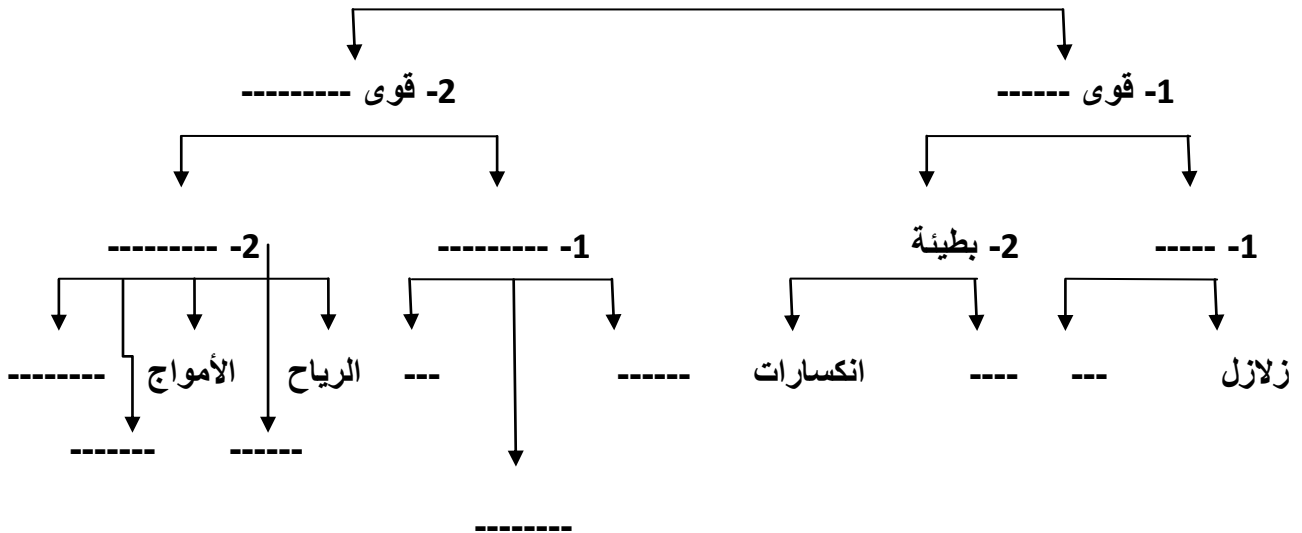 1- قوى ------ 2- قوى ---------
1- ----- 2- بطيئة 1- --------- 2- ---------
زلازل --- ---- انكسارات ------ --- الرياح الأمواج --------
------ -------
--------